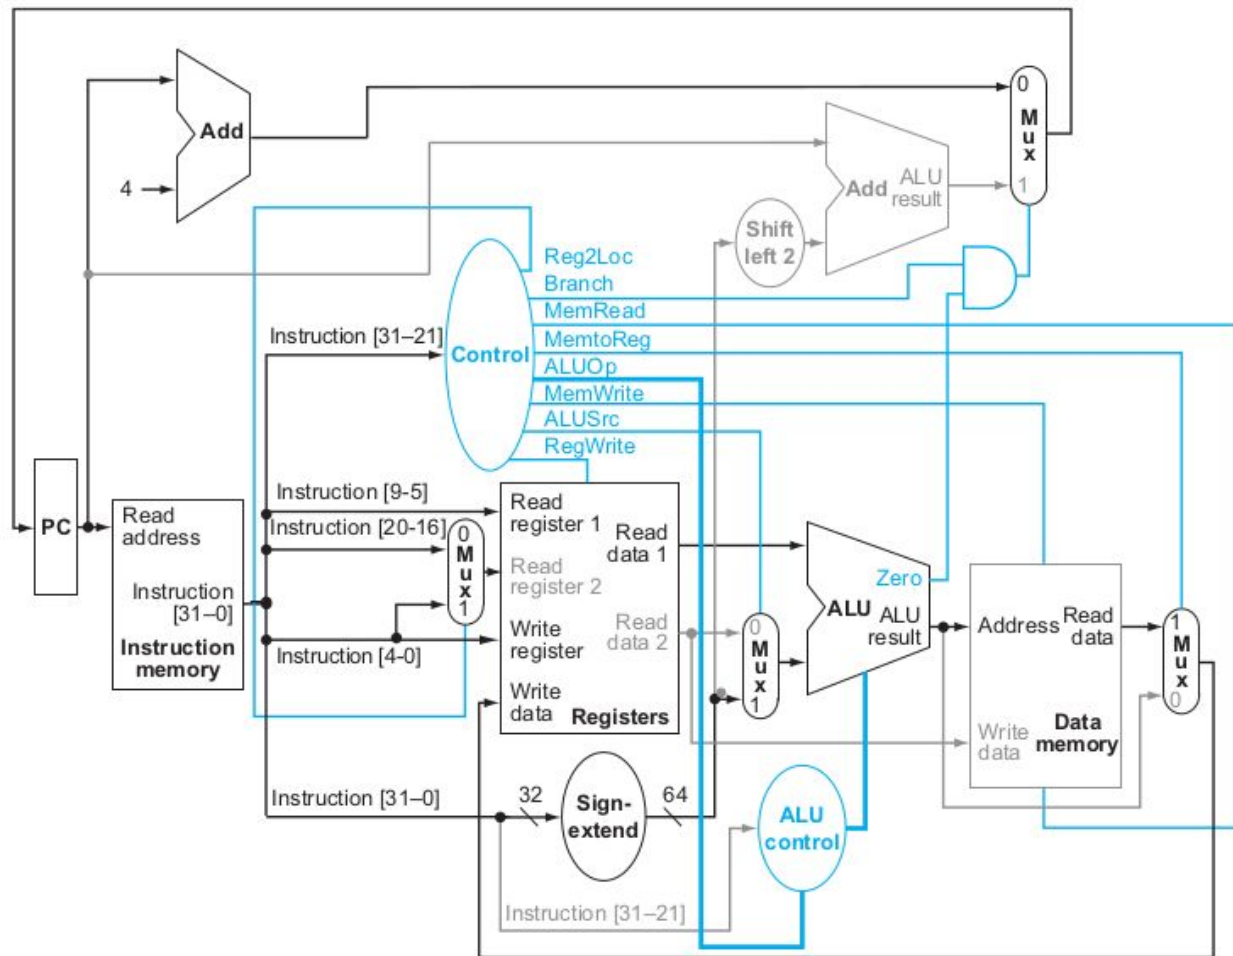 0
Mux
1
Add
4
Add
ALU
result
Shift
left 2
Reg2Loc
Branch
MemRead
MemtoReg
ALUOp
MemWrite
ALUSrc
RegWrite
Instruction [31–21]
Control
PC
Read
address
Instruction
[31–0]
Instruction
memory
Instruction [9-5]
Instruction [20-16]
Instruction [4-0]
0
Mux
1
Read
register 1
Read
register 2
Write
register
Write
data
Read
data 1
Read
data 2
Registers
0
Mux
1
Zero
ALU
ALU
result
Address
Read
data
Write
data
Data
memory
1
Mux
0
Instruction [31–0]
32
Sign-
extend
64
ALU
control
Instruction [31–21]